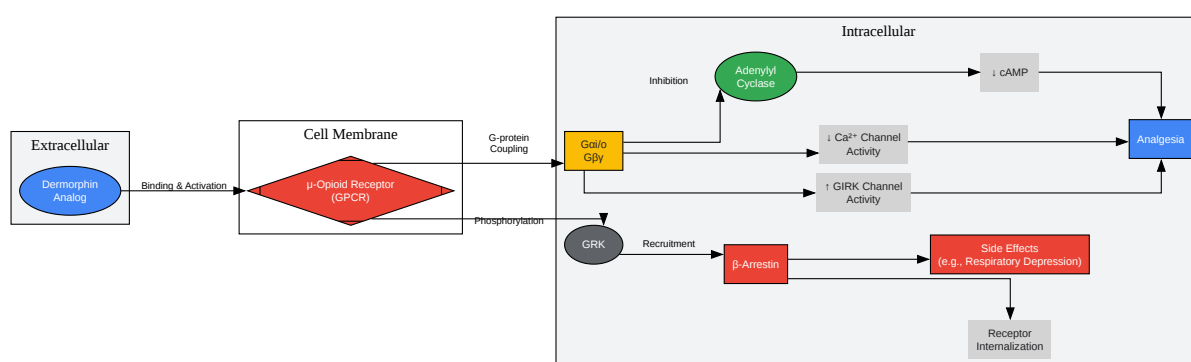 Extracellular
Dermorphin
Analog
Binding & Activation
Cell Membrane
μ-Opioid Receptor
(GPCR)
G-protein
Coupling
Phosphorylation
Intracellular
Gαi/o
Gβγ
Inhibition
Adenylyl
Cyclase
↓ cAMP
↓ Ca²⁺ Channel
Activity
↑ GIRK Channel
Activity
Analgesia
GRK
Recruitment
β-Arrestin
Side Effects
(e.g., Respiratory Depression)
Receptor
Internalization